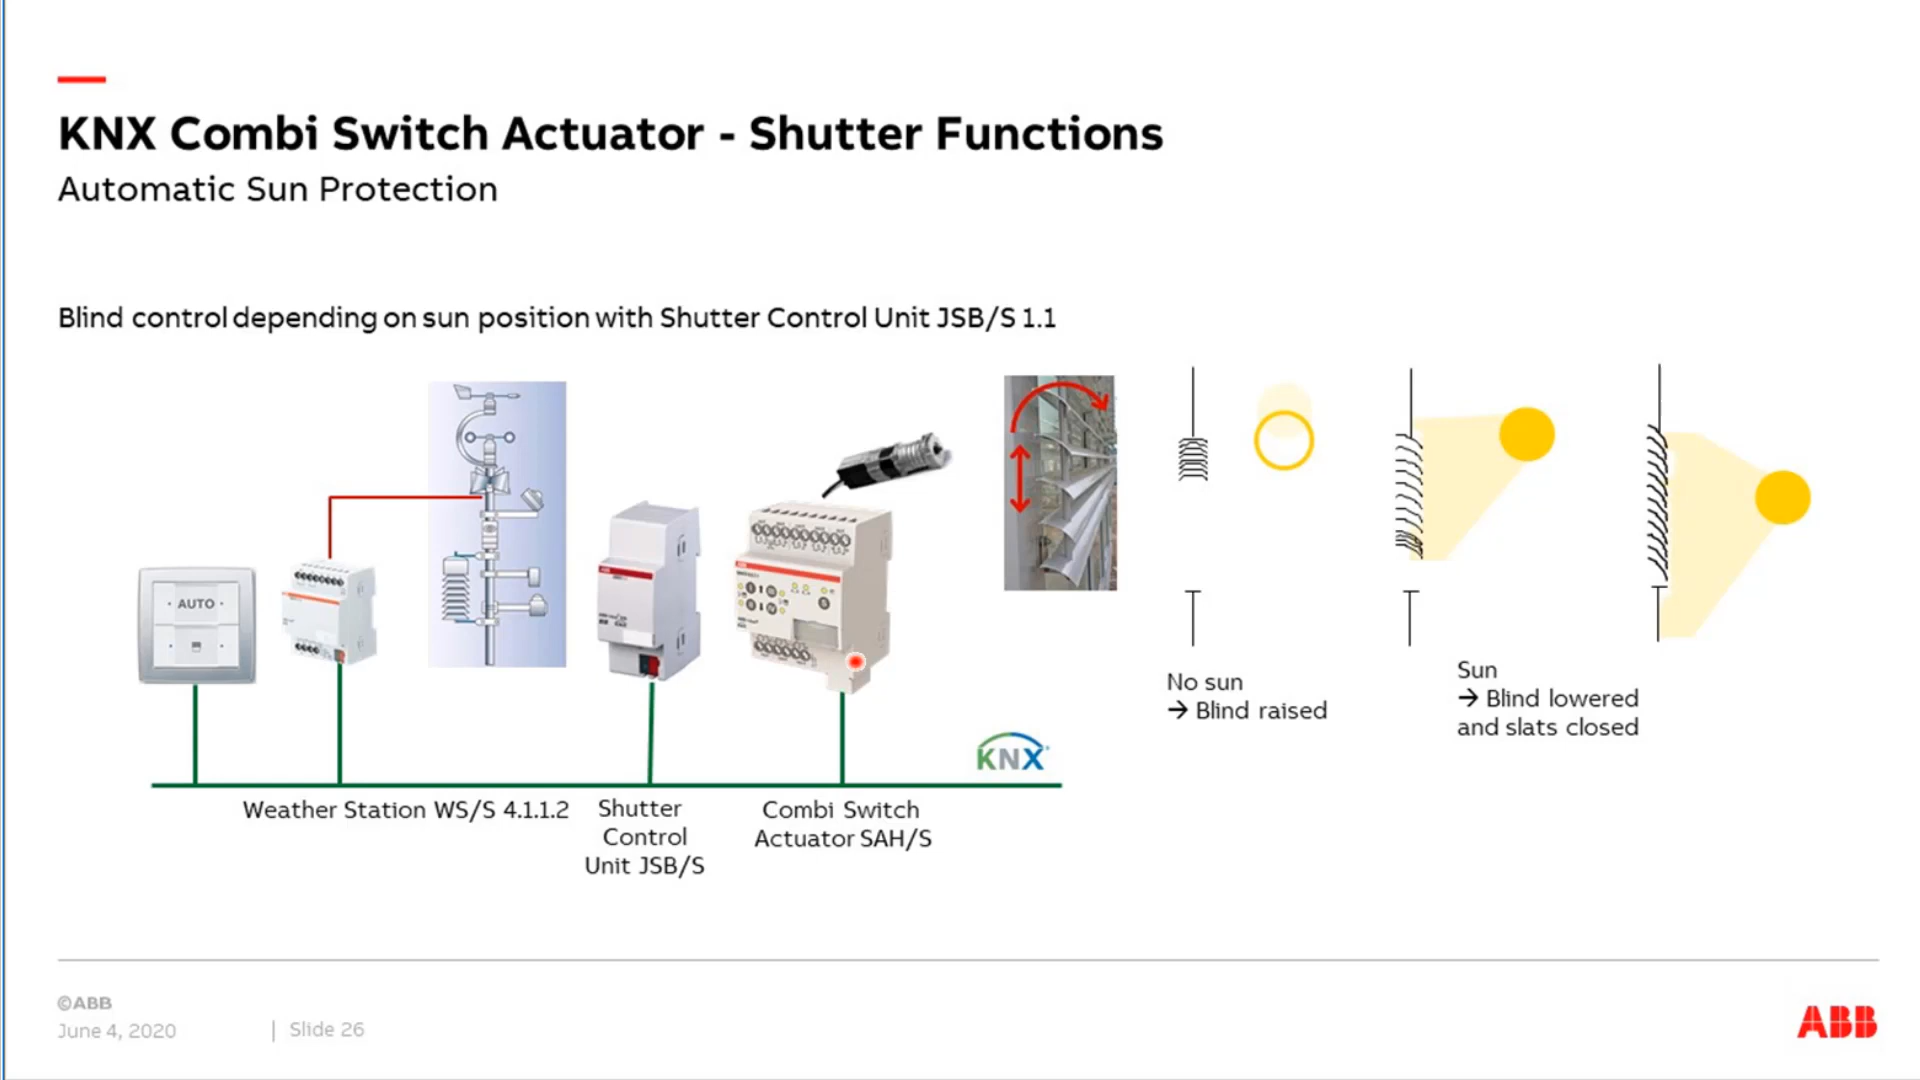 KNX Combi Switch Actuator - Shutter Functions
Automatic Sun Protection
Blind control depending on sun position with Shutter Control Unit JSB/S 1.1
AUTO
KNX
No sun
→ Blind raised
Sun
→ Blind lowered
and slats closed
Weather Station WS/S 4.1.1.2
Shutter
Control
Unit JSB/S
Combi Switch
Actuator SAH/S
©ABB
June 4, 2020
| Slide 26
ABB